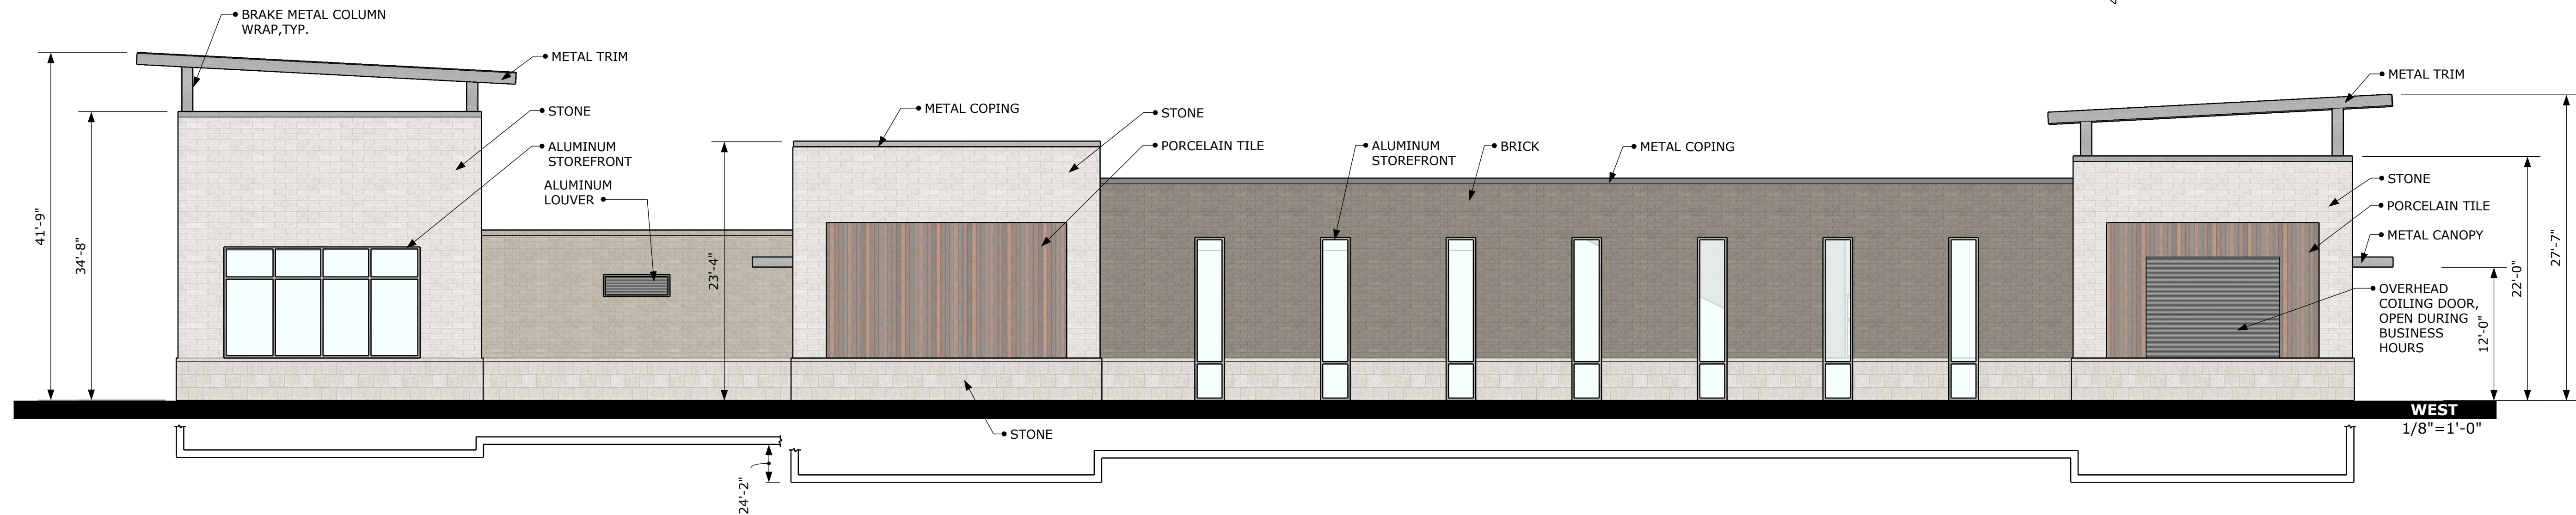 BRAKE METAL COLUMN
WRAP,TYP.
METAL TRIM
STONE
ALUMINUM
STOREFRONT
ALUMINUM
LOUVER
41'-9"
34'-8"
METAL COPING
STONE
PORCELAIN TILE
23'-4"
ALUMINUM
STOREFRONT
BRICK
METAL COPING
METAL TRIM
STONE
PORCELAIN TILE
METAL CANOPY
OVERHEAD
COILING DOOR,
OPEN DURING
BUSINESS
HOURS
12'-0"
22'-0"
27'-7"
STONE
24'-2"
WEST
1/8"=1'-0"